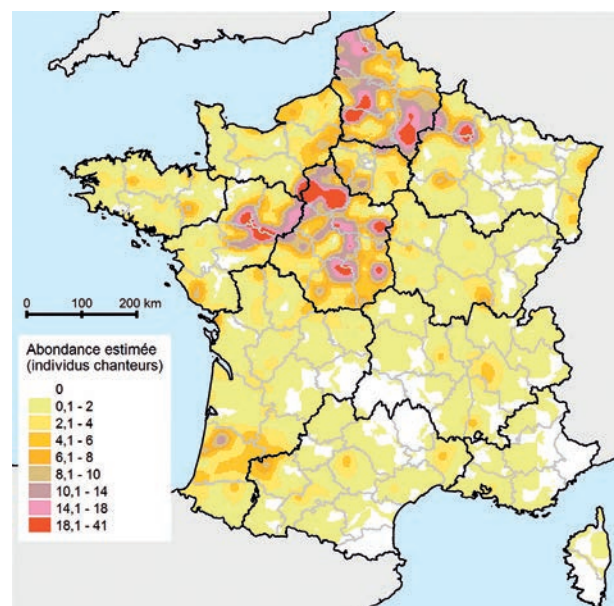 0 100 200 km
Abondance estimée
(individus chanteurs)
0
0,1 - 2
2,1 - 4
4,1 - 6
6,1 - 8
8,1 - 10
10,1 - 14
14,1 - 18
18,1 - 41